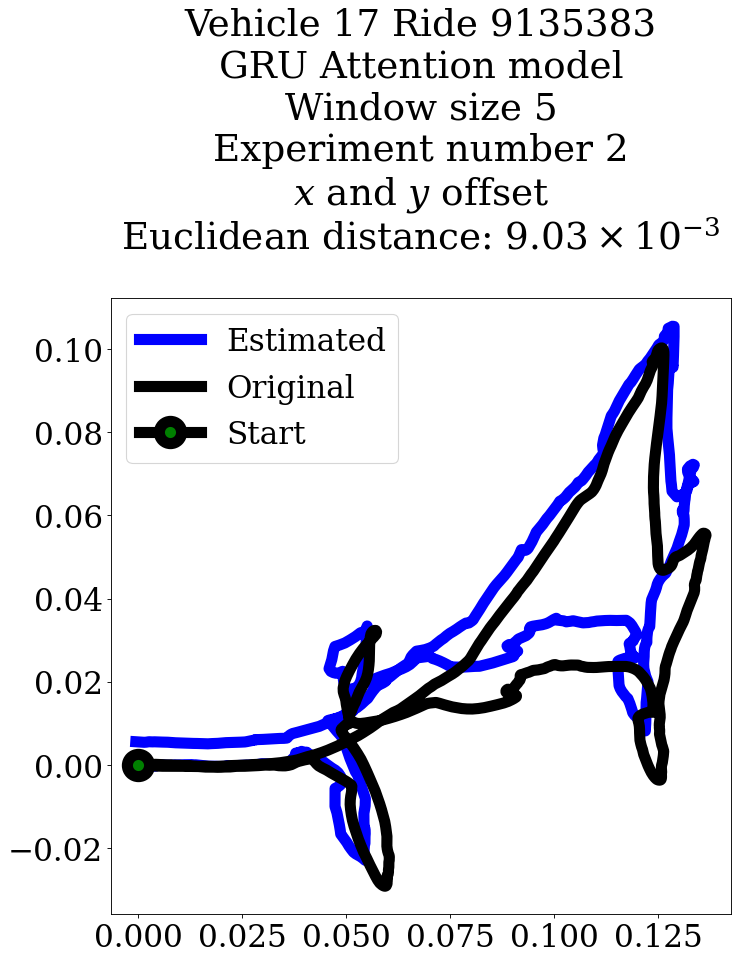 Vehicle 17 Ride 9135383
GRU Attention model
Window size 5
Experiment number 2
x and y offset
Euclidean distance: 9.03 × 10⁻³
Estimated
Original
Start
0.10
0.08
0.06
0.04
0.02
0.00
−0.02
0.000 0.025 0.050 0.075 0.100 0.125